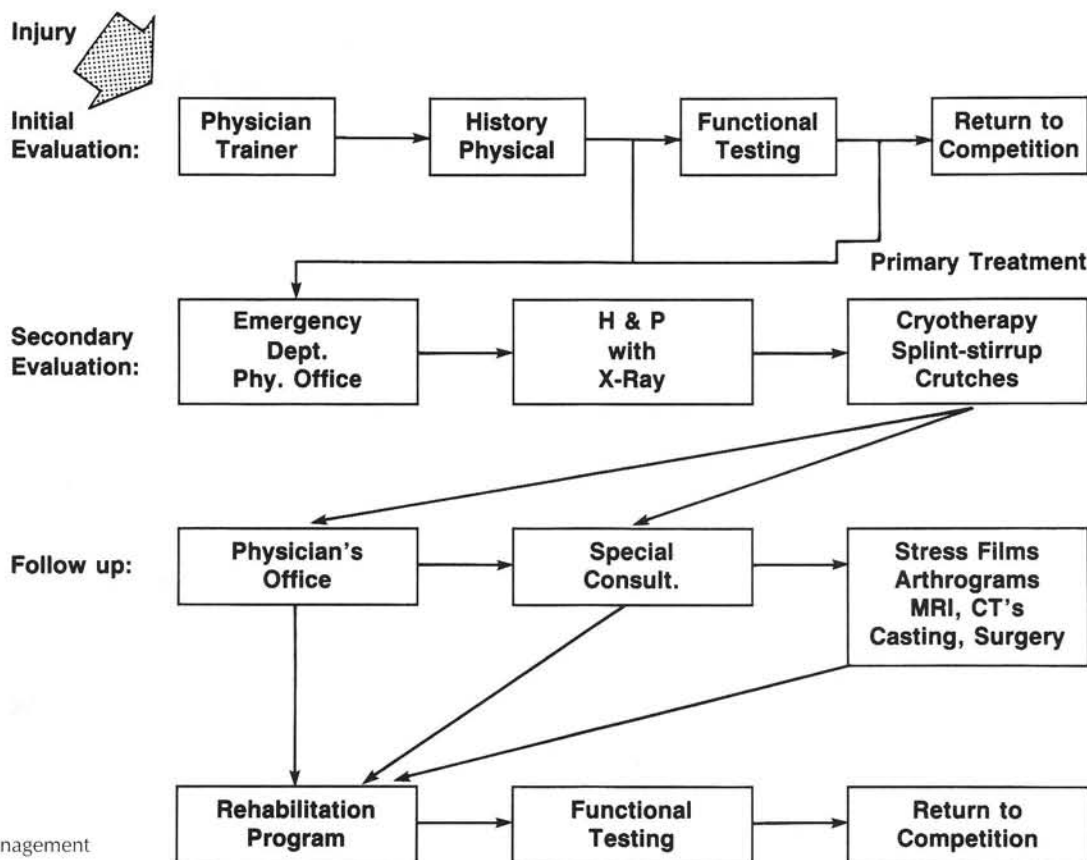 Injury
Initial
Evaluation:
Physician
Trainer
History
Physical
Functional
Testing
Return to
Competition
Primary Treatment
Secondary
Evaluation:
Emergency
Dept.
Phy. Office
H & P
with
X-Ray
Cryotherapy
Splint-stirrup
Crutches
Follow up:
Physician's
Office
Special
Consult.
Stress Films
Arthrograms
MRI, CT's
Casting, Surgery
Rehabilitation
Program
Functional
Testing
Return to
Competition